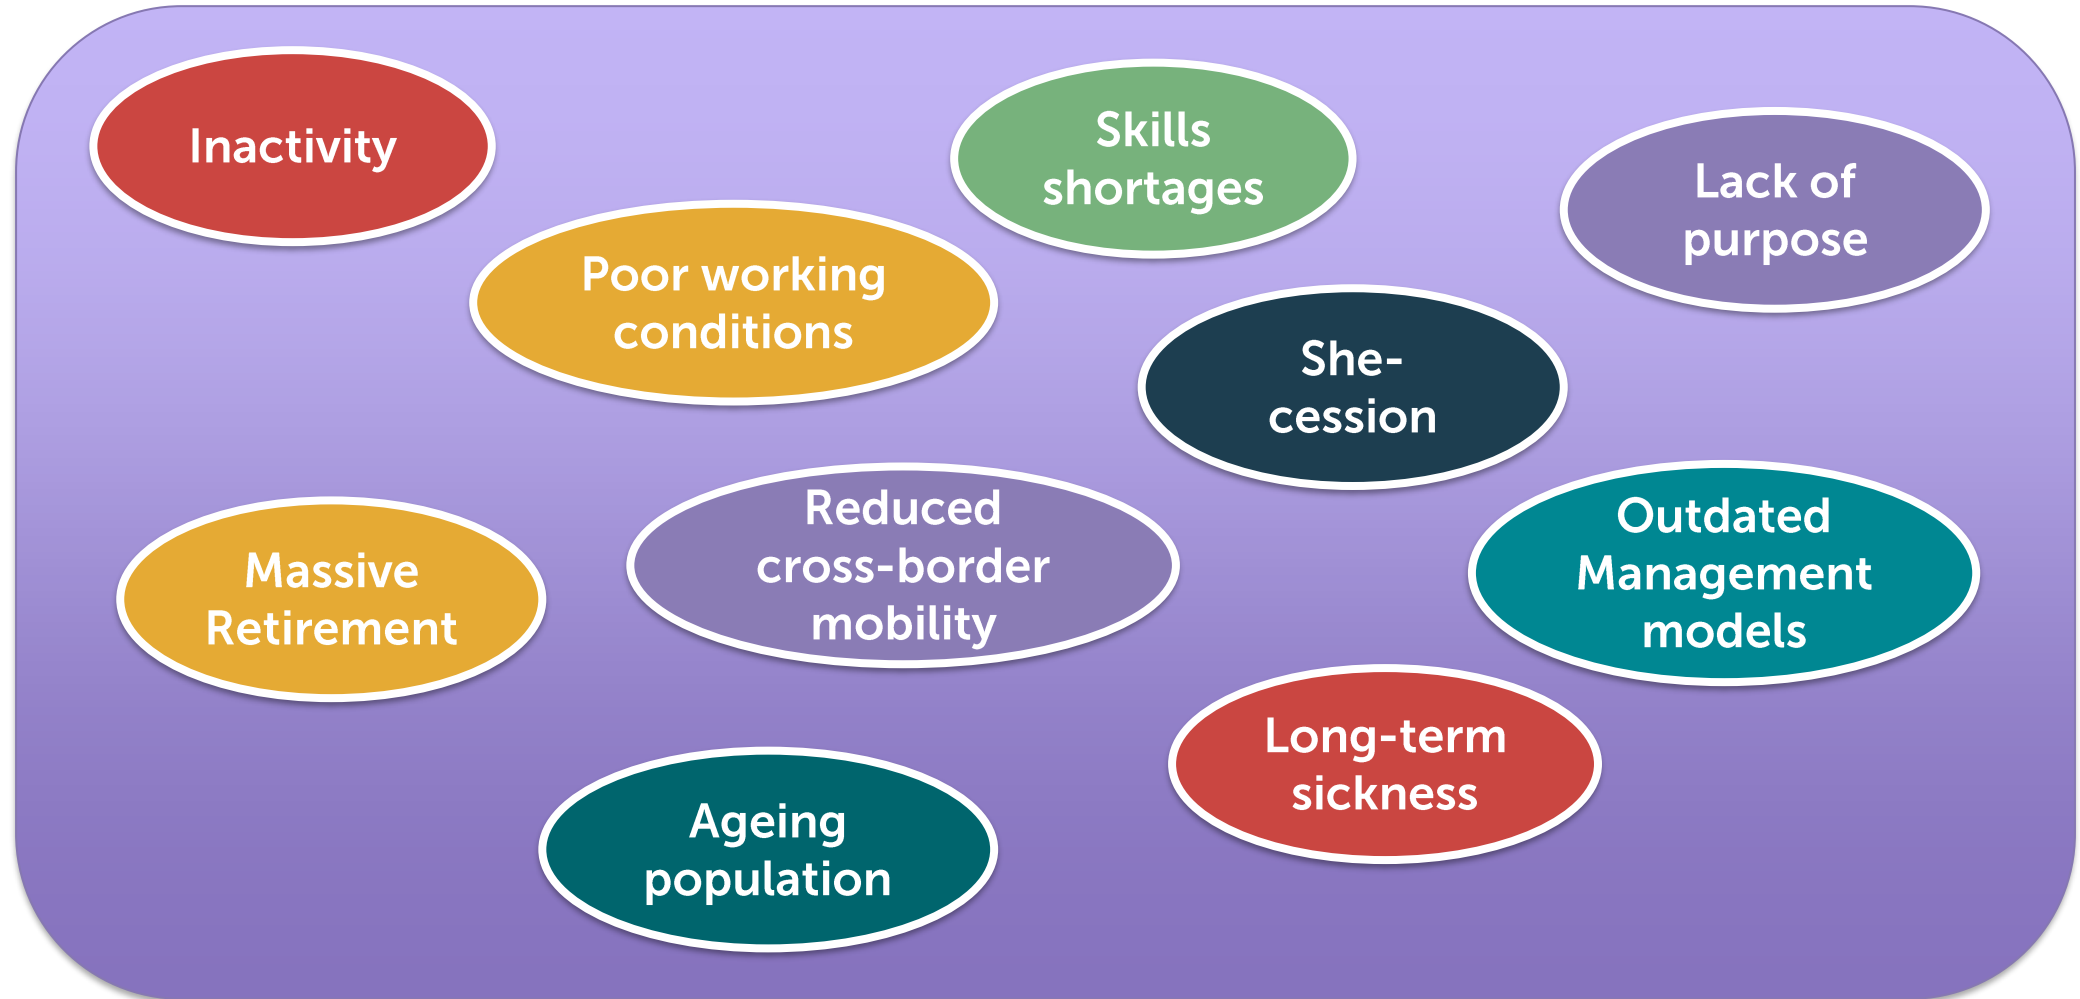 Inactivity
Skills
shortages
Lack of
purpose
Poor working
conditions
She-
cession
Massive
Retirement
Reduced
cross-border
mobility
Outdated
Management
models
Long-term
sickness
Ageing
population